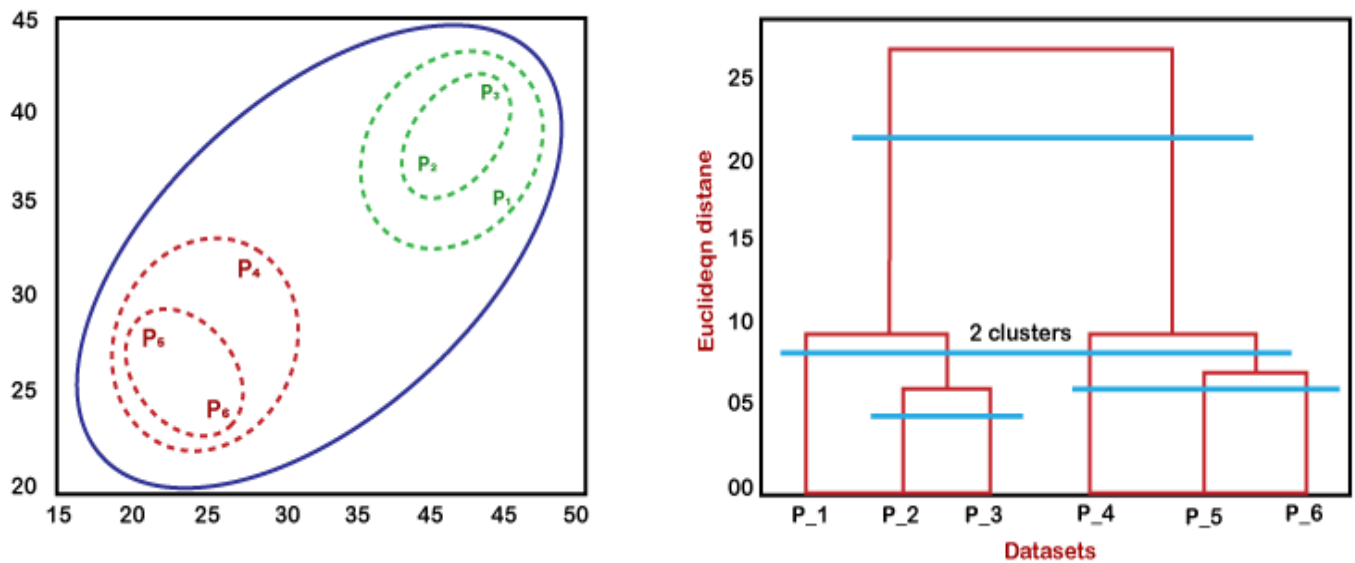 45
40
35
30
25
20
15 20 25 30 35 45 45 50
P₃
P₂
P₁
P₄
P₅
P₆
Euclideqn distane
25
20
15
10
05
00
2 clusters
P_1 P_2 P_3 P_4 P_5 P_6
Datasets